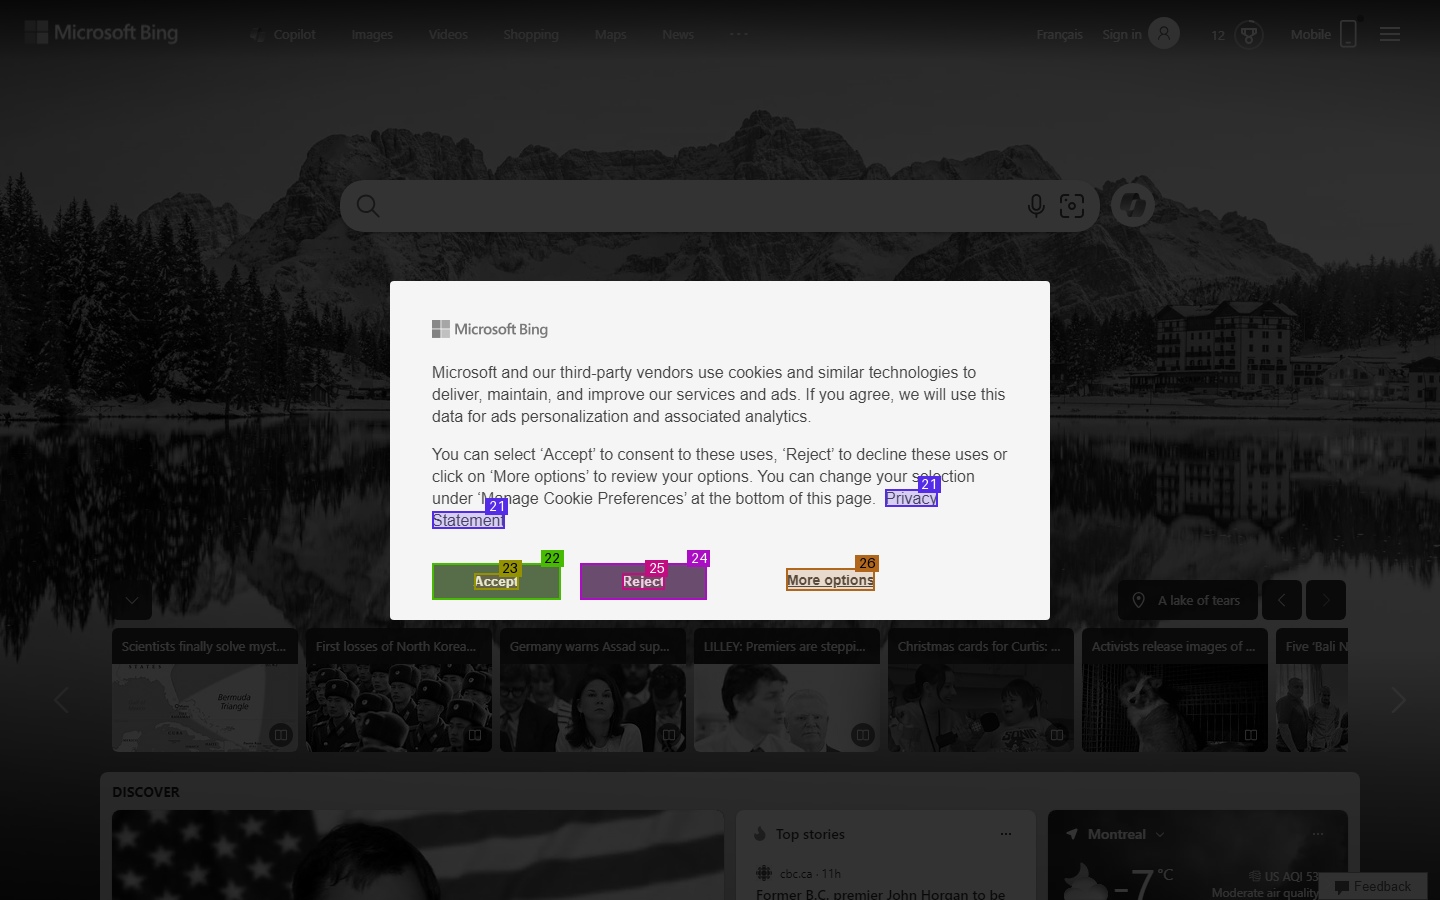 Microsoft Bing
Copilot
Images
Videos
Shopping
Maps
News
Français
Sign in
12
Mobile
Microsoft Bing
Microsoft and our third-party vendors use cookies and similar technologies to
deliver, maintain, and improve our services and ads. If you agree, we will use this
data for ads personalization and associated analytics.
You can select ‘Accept’ to consent to these uses, ‘Reject’ to decline these uses or
click on ‘More options’ to review your options. You can change your selection
21
under ‘Manage Cookie Preferences’ at the bottom of this page. Privacy
21
Statement
22
23
Accept
24
25
Reject
26
More options
A lake of tears
Scientists finally solve myst...
First losses of North Korea...
Germany warns Assad sup...
LILLEY: Premiers are steppi...
Christmas cards for Curtis: ...
Activists release images of ...
Five 'Bali N
Bermuda
Triangle
DISCOVER
Top stories
cbc.ca · 11h
Former B.C. premier John Horgan to be
Montreal
-7°C
US AQI 53
Moderate air quality
Feedback